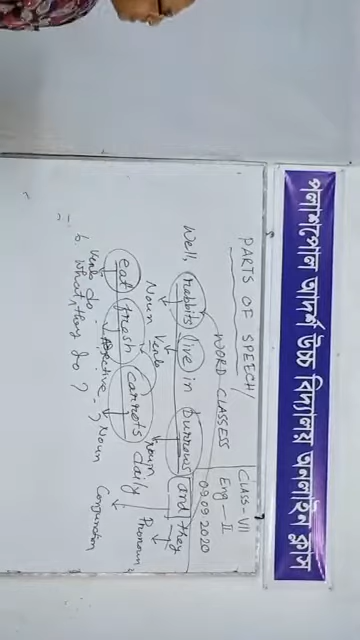 পলাশপোল আদর্শ উচ্চ বিদ্যালয় অনলাইন ক্লাস
PARTS OF SPEECH/
WORD CLASSESS
CLASS-VII
Eng-II
09.09.2020
Well, rabbits live in burrows and they
Noun Verb Noun Pronoun
eat fresh carrots daily
Verb Adjective Noun Conjunction
What they do?